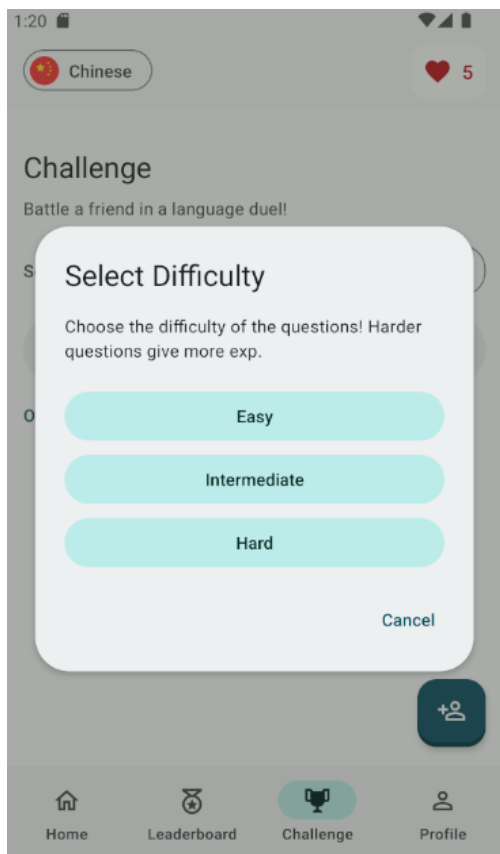 1:20
Chinese
5
Challenge
Battle a friend in a language duel!
Select Difficulty
Choose the difficulty of the questions! Harder
questions give more exp.
Easy
Intermediate
Hard
Cancel
Home
Leaderboard
Challenge
Profile